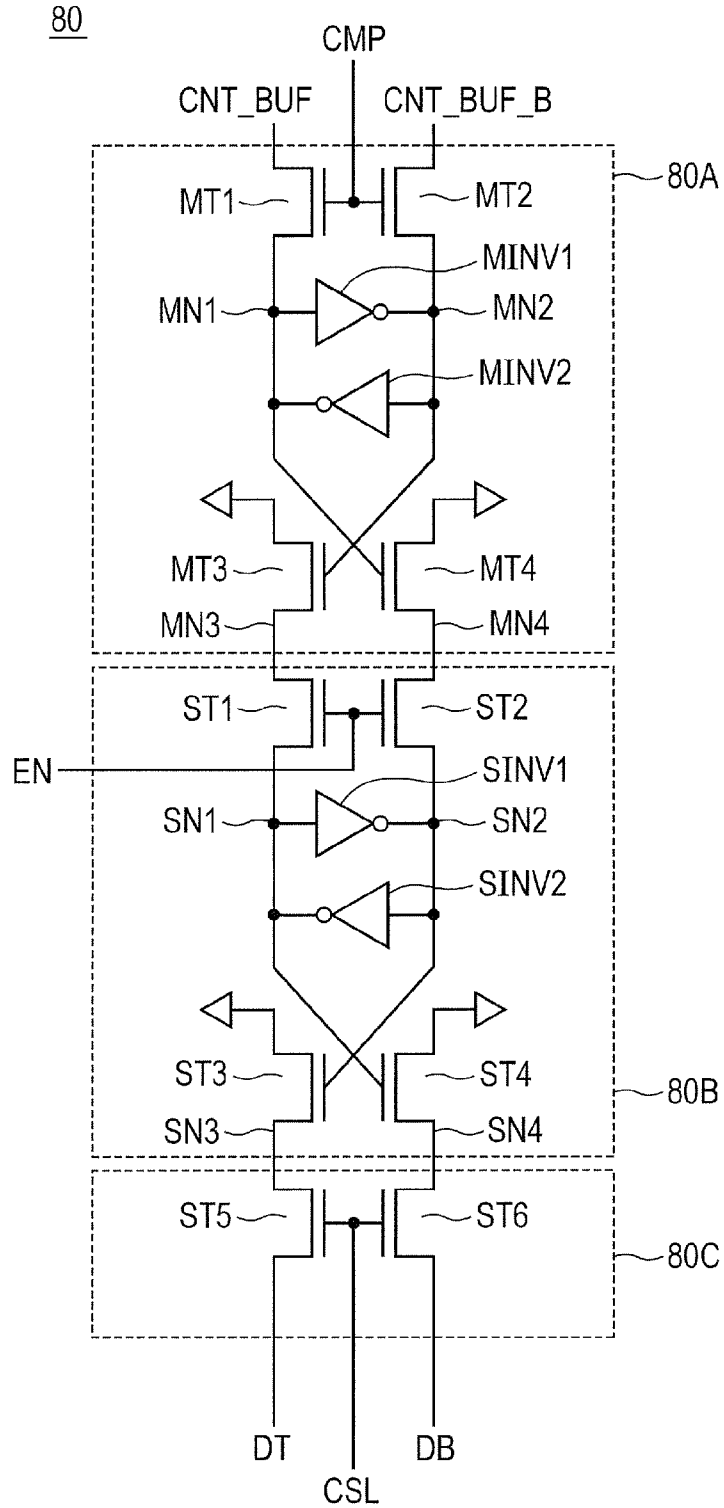 80
CMP
CNT_BUF
CNT_BUF_B
80A
MT1
MT2
MINV1
MN1
MN2
MINV2
MT3
MT4
MN3
MN4
ST1
ST2
EN
SINV1
SN1
SN2
SINV2
ST3
ST4
80B
SN3
SN4
ST5
ST6
80C
DT
DB
CSL